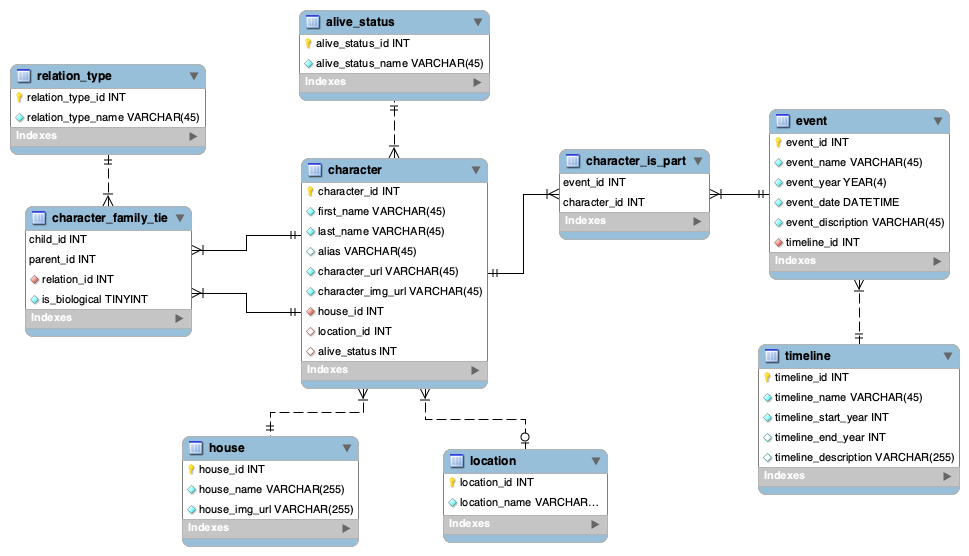 alive_status
alive_status_id INT
alive_status_name VARCHAR(45)
Indexes
relation_type
relation_type_id INT
relation_type_name VARCHAR(45)
Indexes
character_family_tie
child_id INT
parent_id INT
relation_id INT
is_biological TINYINT
Indexes
character
character_id INT
first_name VARCHAR(45)
last_name VARCHAR(45)
alias VARCHAR(45)
character_url VARCHAR(45)
character_img_url VARCHAR(45)
house_id INT
location_id INT
alive_status INT
Indexes
character_is_part
event_id INT
character_id INT
Indexes
event
event_id INT
event_name VARCHAR(45)
event_year YEAR(4)
event_date DATETIME
event_discription VARCHAR(45)
timeline_id INT
Indexes
timeline
timeline_id INT
timeline_name VARCHAR(45)
timeline_start_year INT
timeline_end_year INT
timeline_description VARCHAR(255)
Indexes
house
house_id INT
house_name VARCHAR(255)
house_img_url VARCHAR(255)
Indexes
location
location_id INT
location_name VARCHAR...
Indexes